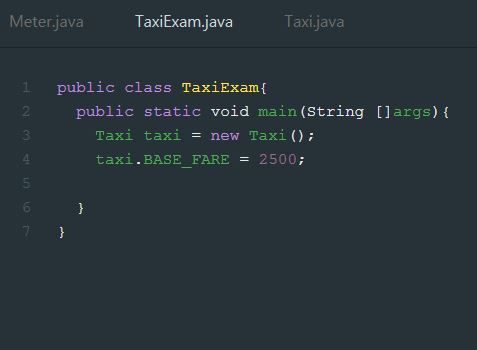 Meter.java TaxiExam.java Taxi.java
1 public class TaxiExam{
2 public static void main(String []args){
3 Taxi taxi = new Taxi();
4 taxi.BASE_FARE = 2500;
5
6 }
7 }